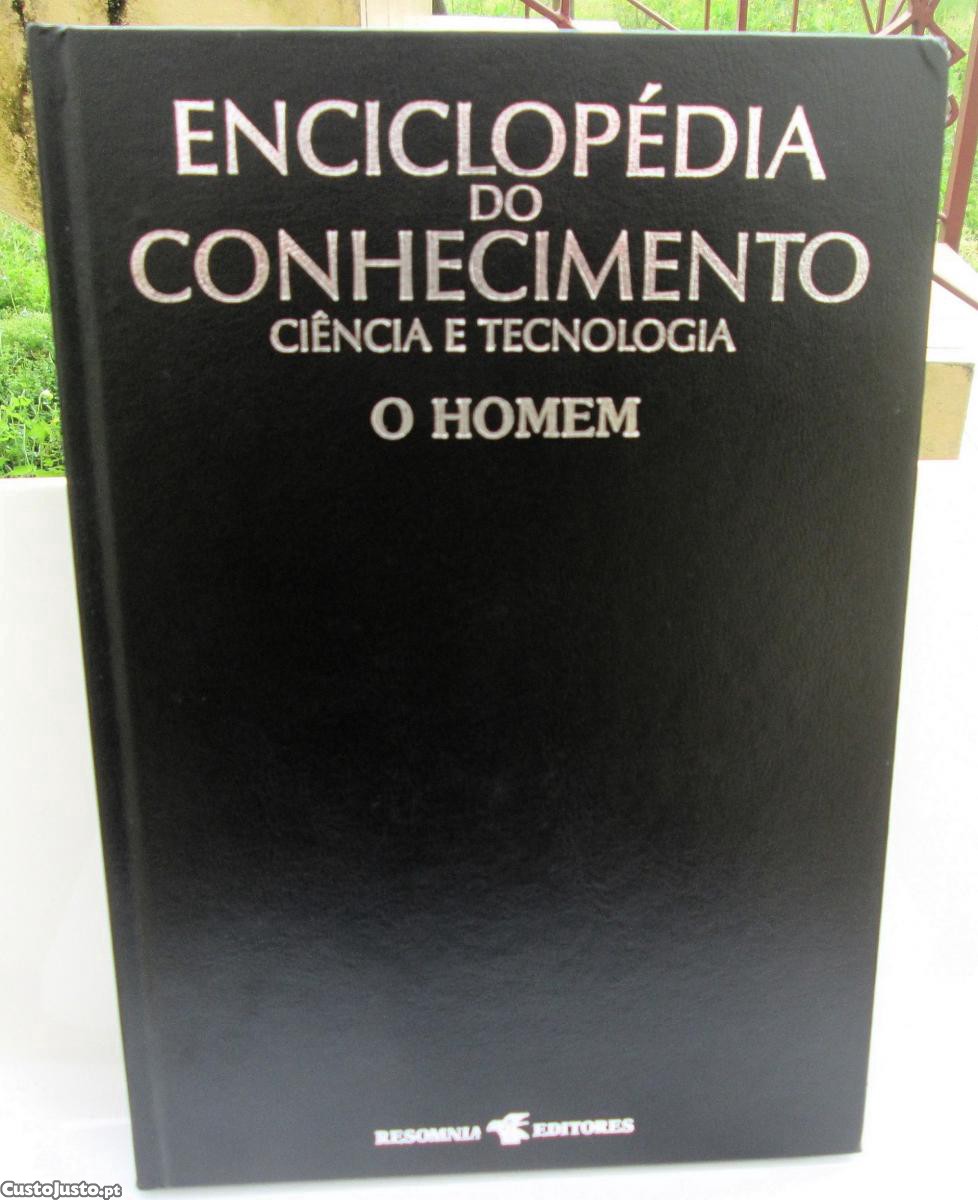 ENCICLOPÉDIA
DO
CONHECIMENTO
CIÊNCIA E TECNOLOGIA
O HOMEM
RESOMNIA EDITORES
CustoJusto.pt